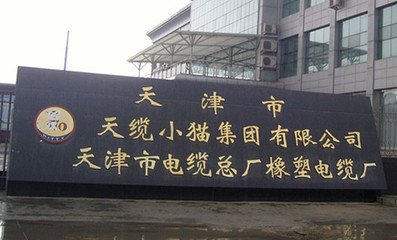 天津市
天缆小猫集团有限公司
天津市电缆总厂橡塑电缆厂